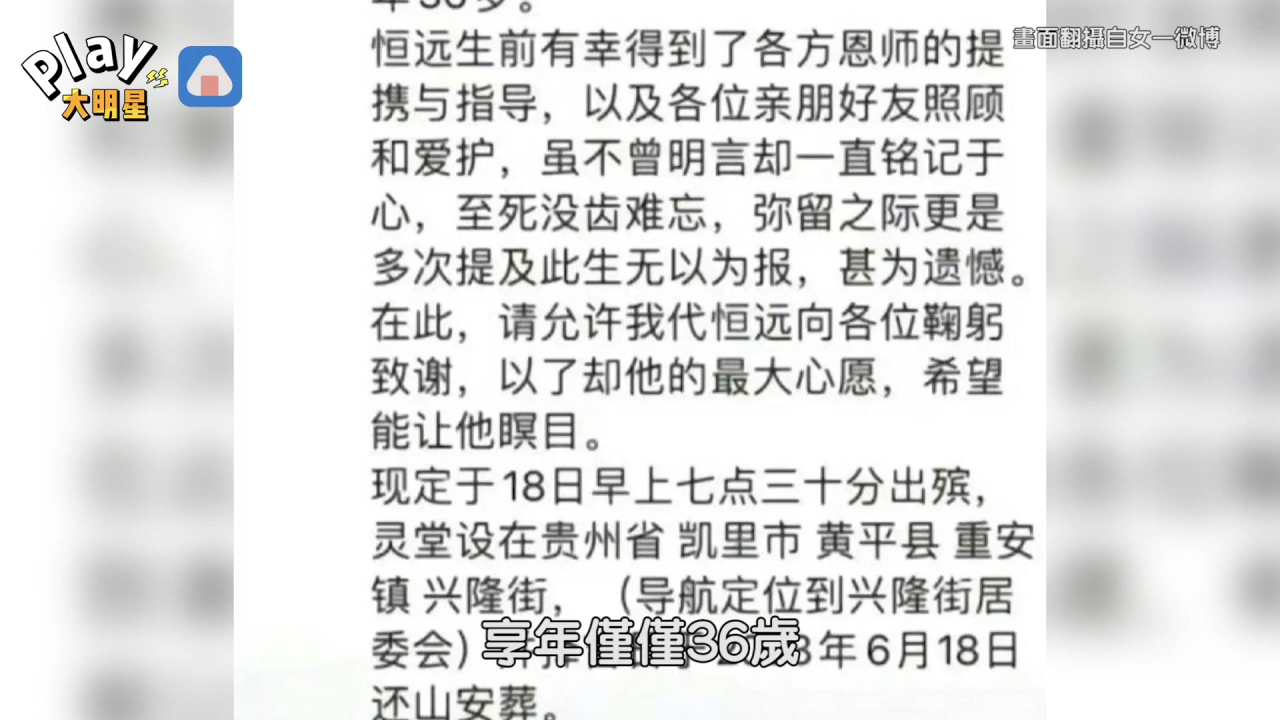 Play
大明星
畫面翻攝自女一微博
恒远生前有幸得到了各方恩师的提
携与指导，以及各位亲朋好友照顾
和爱护，虽不曾明言却一直铭记于
心，至死没齿难忘，弥留之际更是
多次提及此生无以为报，甚为遗憾。
在此，请允许我代恒远向各位鞠躬
致谢，以了却他的最大心愿，希望
能让他瞑目。
现定于18日早上七点三十分出殡，
灵堂设在贵州省 凯里市 黄平县 重安
镇 兴隆街，（导航定位到兴隆街居
委会）
3年6月18日
享年僅僅36歲
还山安葬。